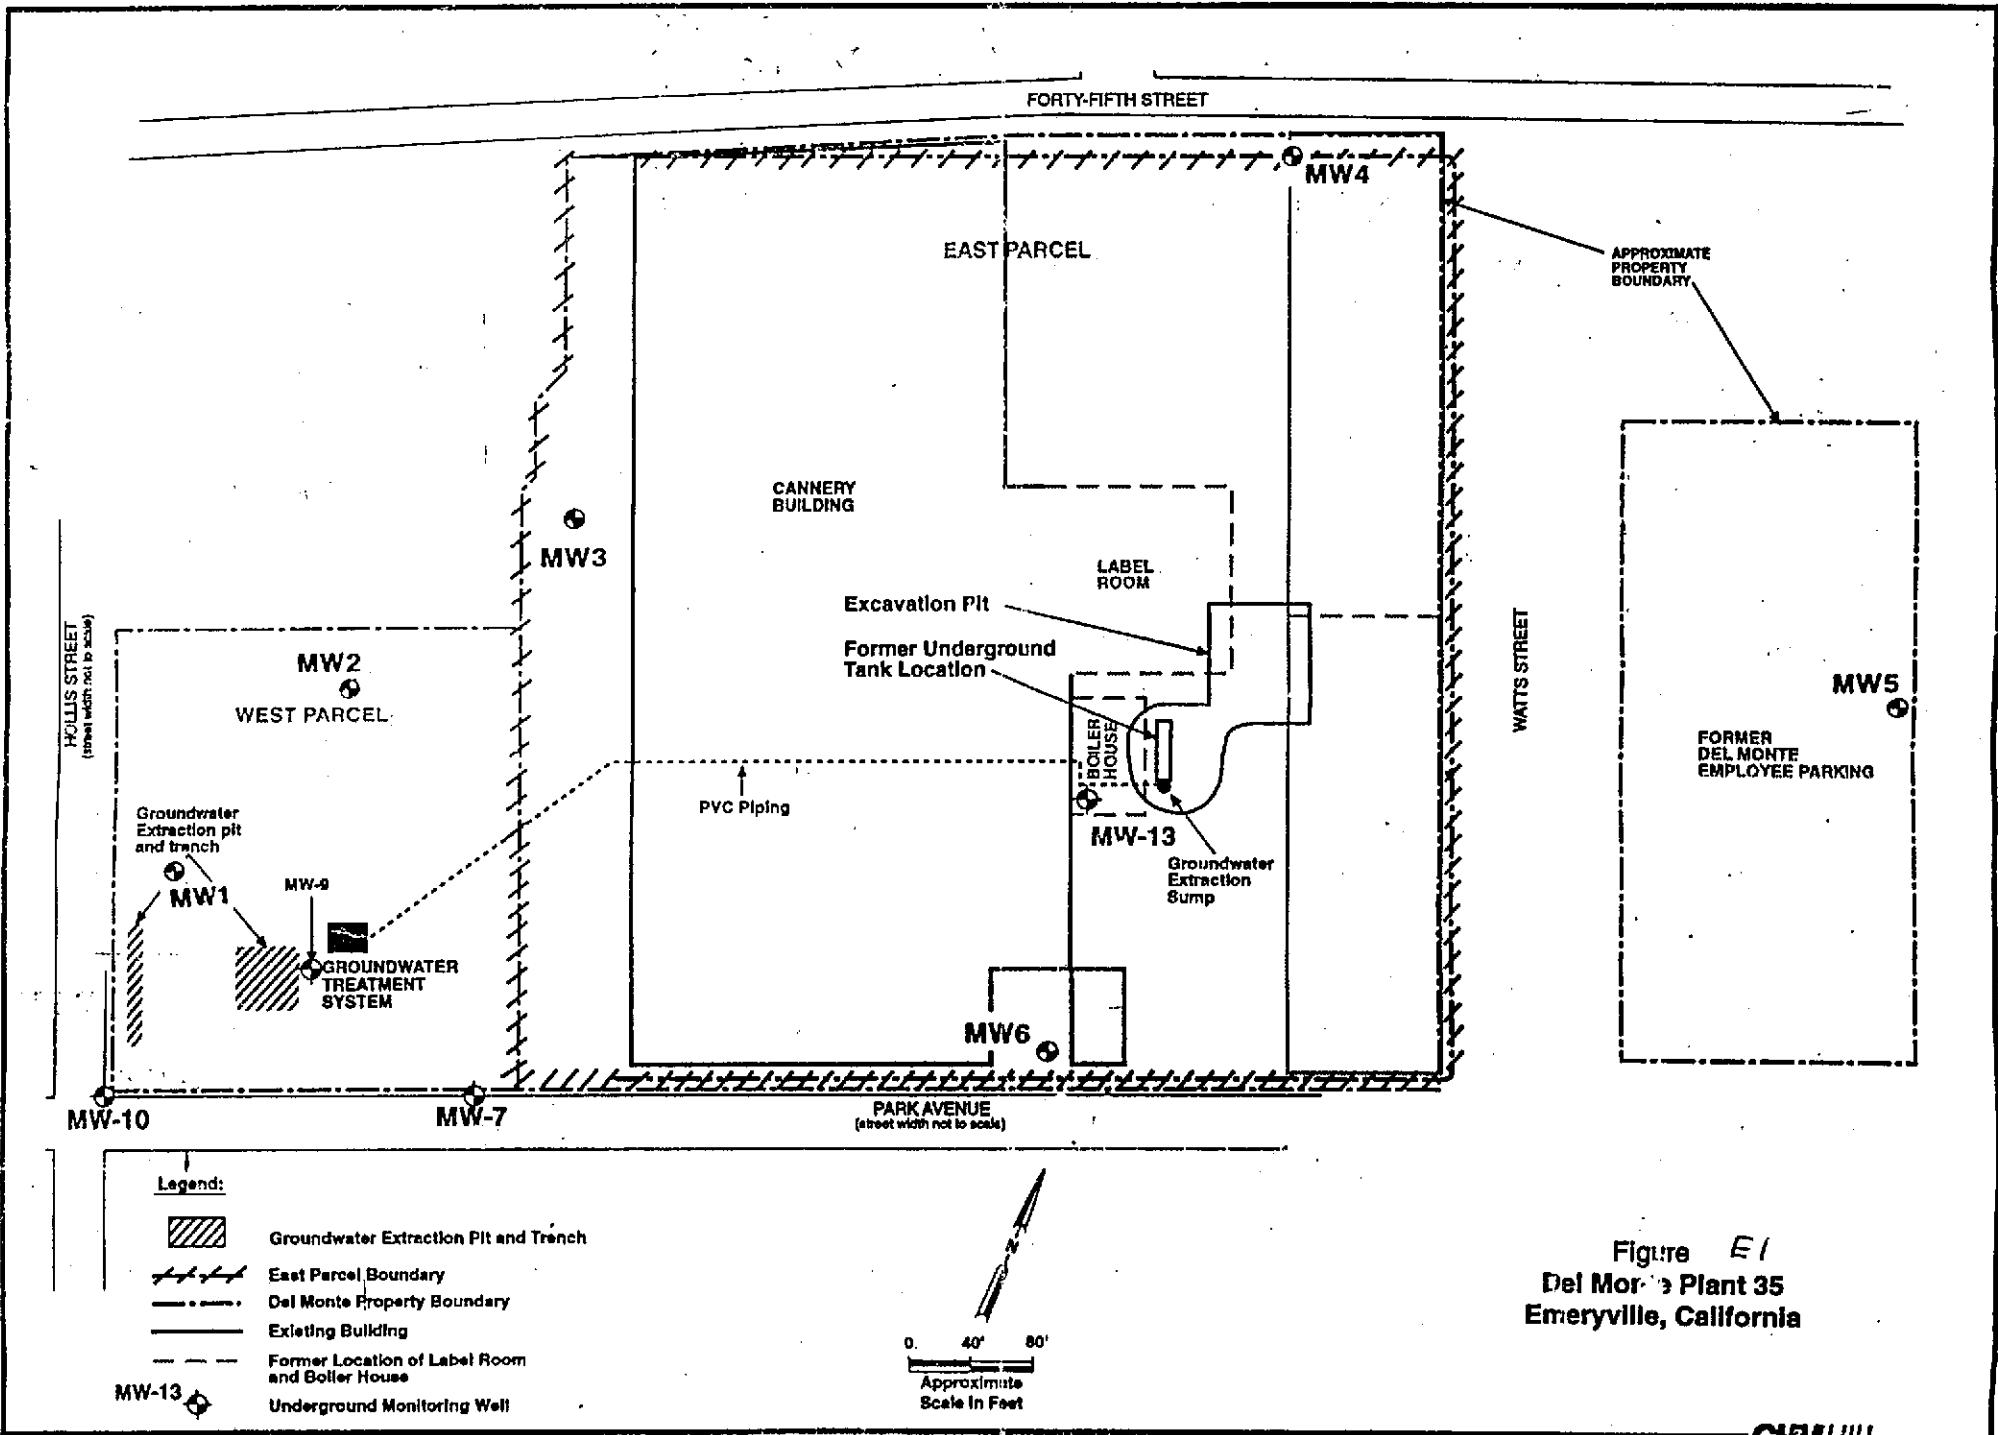 FORTY-FIFTH STREET
MW4
EAST PARCEL
APPROXIMATE
PROPERTY
BOUNDARY
CANNERY
BUILDING
MW3
LABEL
ROOM
Excavation Pit
Former Underground
Tank Location
HOLLIS STREET
(street width not to scale)
MW2
WEST PARCEL
WATTS STREET
MW5
BOILER
HOUSE
FORMER
DEL MONTE
EMPLOYEE PARKING
PVC Piping
Groundwater
Extraction pit
and trench
MW-13
MW1
MW-9
Groundwater
Extraction
Sump
GROUNDWATER
TREATMENT
SYSTEM
MW6
MW-10
MW-7
PARK AVENUE
(street width not to scale)
Legend:
Groundwater Extraction Pit and Trench
East Parcel Boundary
Del Monte Property Boundary
Existing Building
Former Location of Label Room
and Boiler House
MW-13
Underground Monitoring Well
N
0. 40' 80'
Approximate
Scale in Feet
Figure E1
Del Mon e Plant 35
Emeryville, California